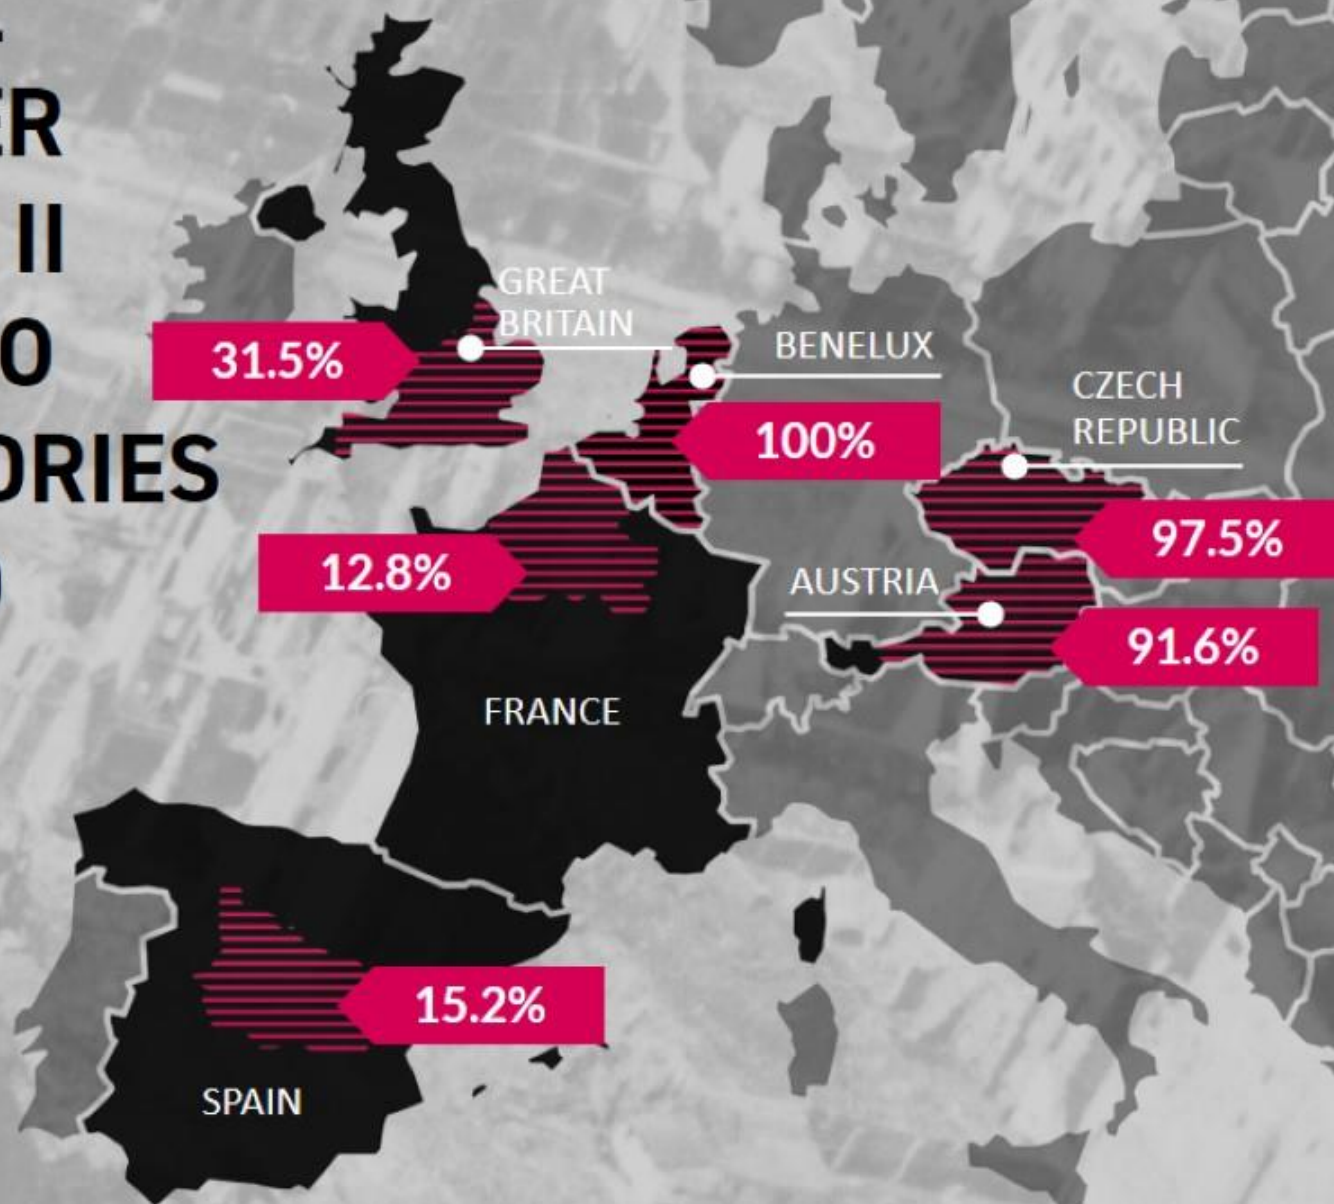 ER
II
O
ORIES
GREAT
BRITAIN
31.5%
BENELUX
100%
CZECH
REPUBLIC
97.5%
12.8%
AUSTRIA
91.6%
FRANCE
15.2%
SPAIN